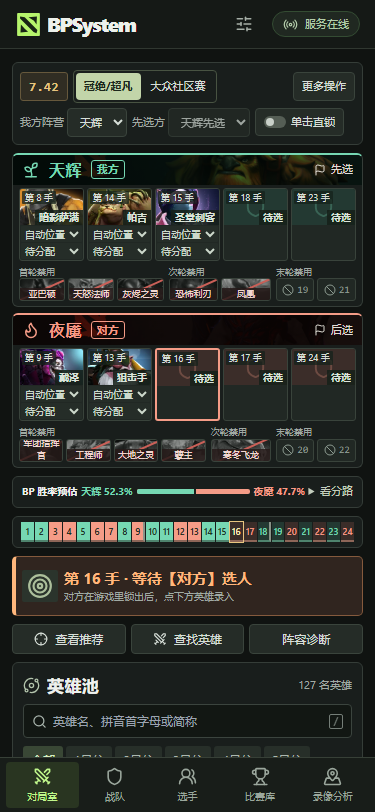 BPSystem
服务在线
7.42
冠绝/超凡
大众社区赛
更多操作
我方阵营
天辉
先选方
天辉先选
单击直锁
天辉
我方
先选
第 8 手
暗影萨满
自动位置
待分配
第 14 手
帕吉
自动位置
待分配
第 15 手
圣堂刺客
自动位置
待分配
第 18 手
待选
第 23 手
待选
首轮禁用
次轮禁用
末轮禁用
亚巴顿
天怒法师
灰烬之灵
恐怖利刃
凤凰
19
21
夜魇
对方
后选
第 9 手
戴泽
自动位置
待分配
第 13 手
狙击手
自动位置
待分配
第 16 手
待选
第 17 手
待选
第 24 手
待选
首轮禁用
次轮禁用
末轮禁用
军团指挥官
工程师
大地之灵
寒冬飞龙
20
22
BP 胜率预估 天辉 52.3%
夜魇 47.7%
看分路
1 2 3 4 5 6 7 8 9 10 11 12 13 14 15 16 17 18 19 20 21 22 23 24
第 16 手 · 等待【对方】选人
对方在游戏里锁出后，点下方英雄录入
查看推荐
查找英雄
阵容诊断
英雄池
127 名英雄
英雄名、拼音首字母或简称
/
对局室
战队
选手
比赛库
录像分析